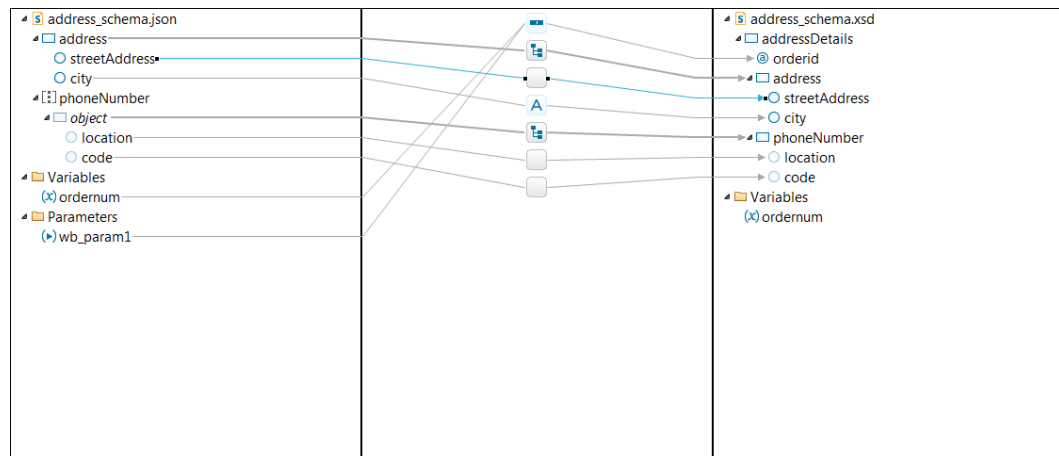 address_schema.json
address
streetAddress
city
phoneNumber
object
location
code
Variables
(x) ordernum
Parameters
wb_param1
A
address_schema.xsd
addressDetails
@ orderid
address
streetAddress
city
phoneNumber
location
code
Variables
(x) ordernum